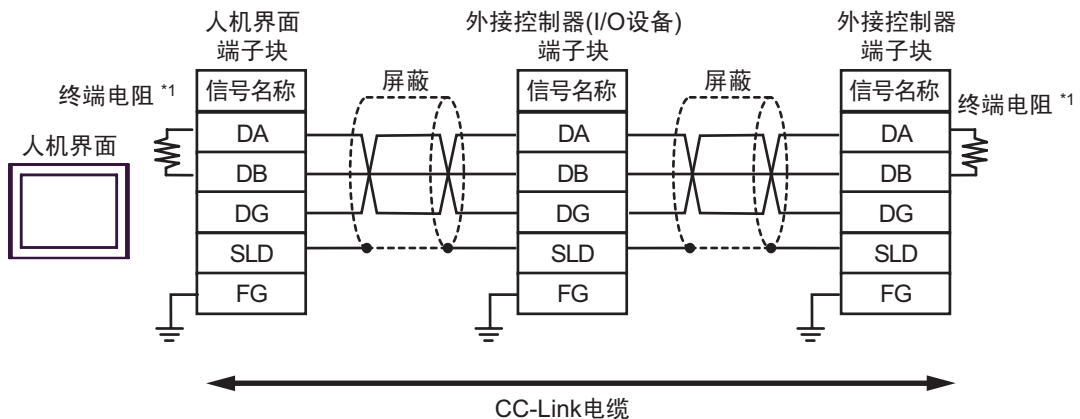 人机界面
端子块
外接控制器(I/O设备)
端子块
外接控制器
端子块
终端电阻 *1
信号名称
屏蔽
信号名称
屏蔽
信号名称
终端电阻 *1
人机界面
DA
DA
DA
DB
DB
DB
DG
DG
DG
SLD
SLD
SLD
FG
FG
FG
CC-Link电缆